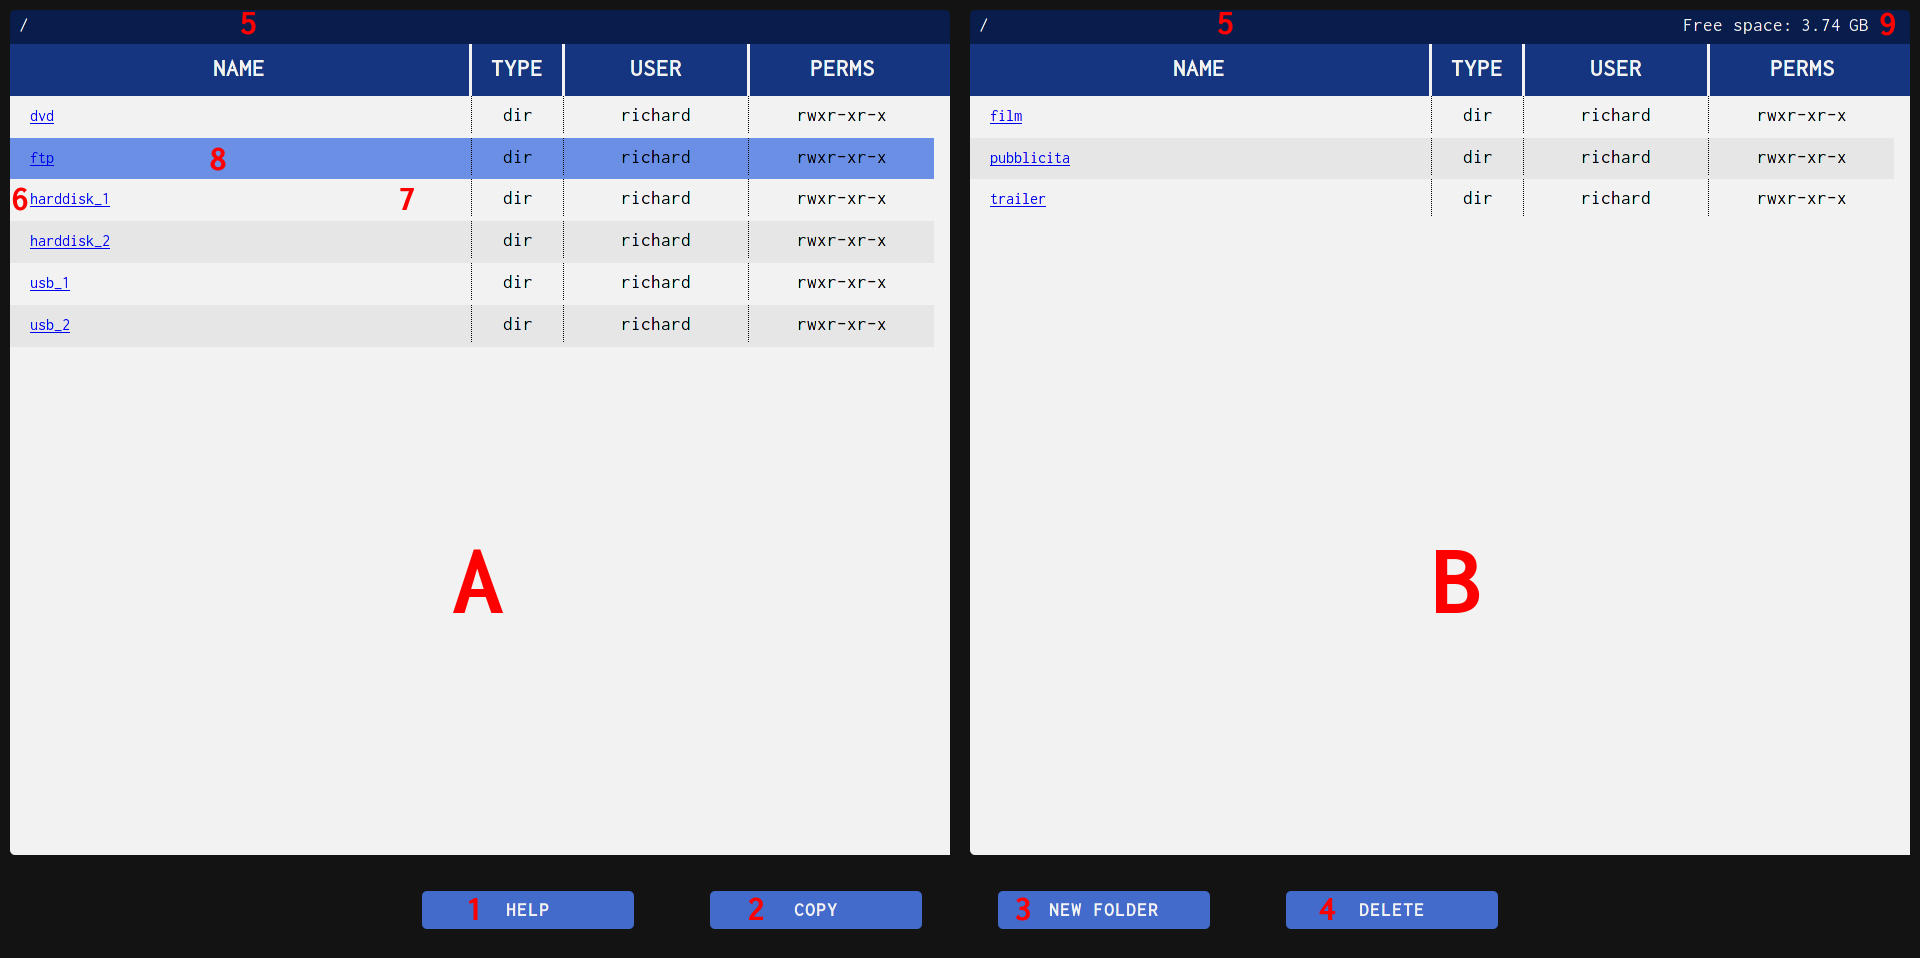 / 5
NAME TYPE USER PERMS
dvd dir richard rwxr-xr-x
ftp 8 dir richard rwxr-xr-x
6 harddisk_1 7 dir richard rwxr-xr-x
harddisk_2 dir richard rwxr-xr-x
usb_1 dir richard rwxr-xr-x
usb_2 dir richard rwxr-xr-x
A
/ 5 Free space: 3.74 GB 9
NAME TYPE USER PERMS
film dir richard rwxr-xr-x
pubblicita dir richard rwxr-xr-x
trailer dir richard rwxr-xr-x
B
1 HELP 2 COPY 3 NEW FOLDER 4 DELETE